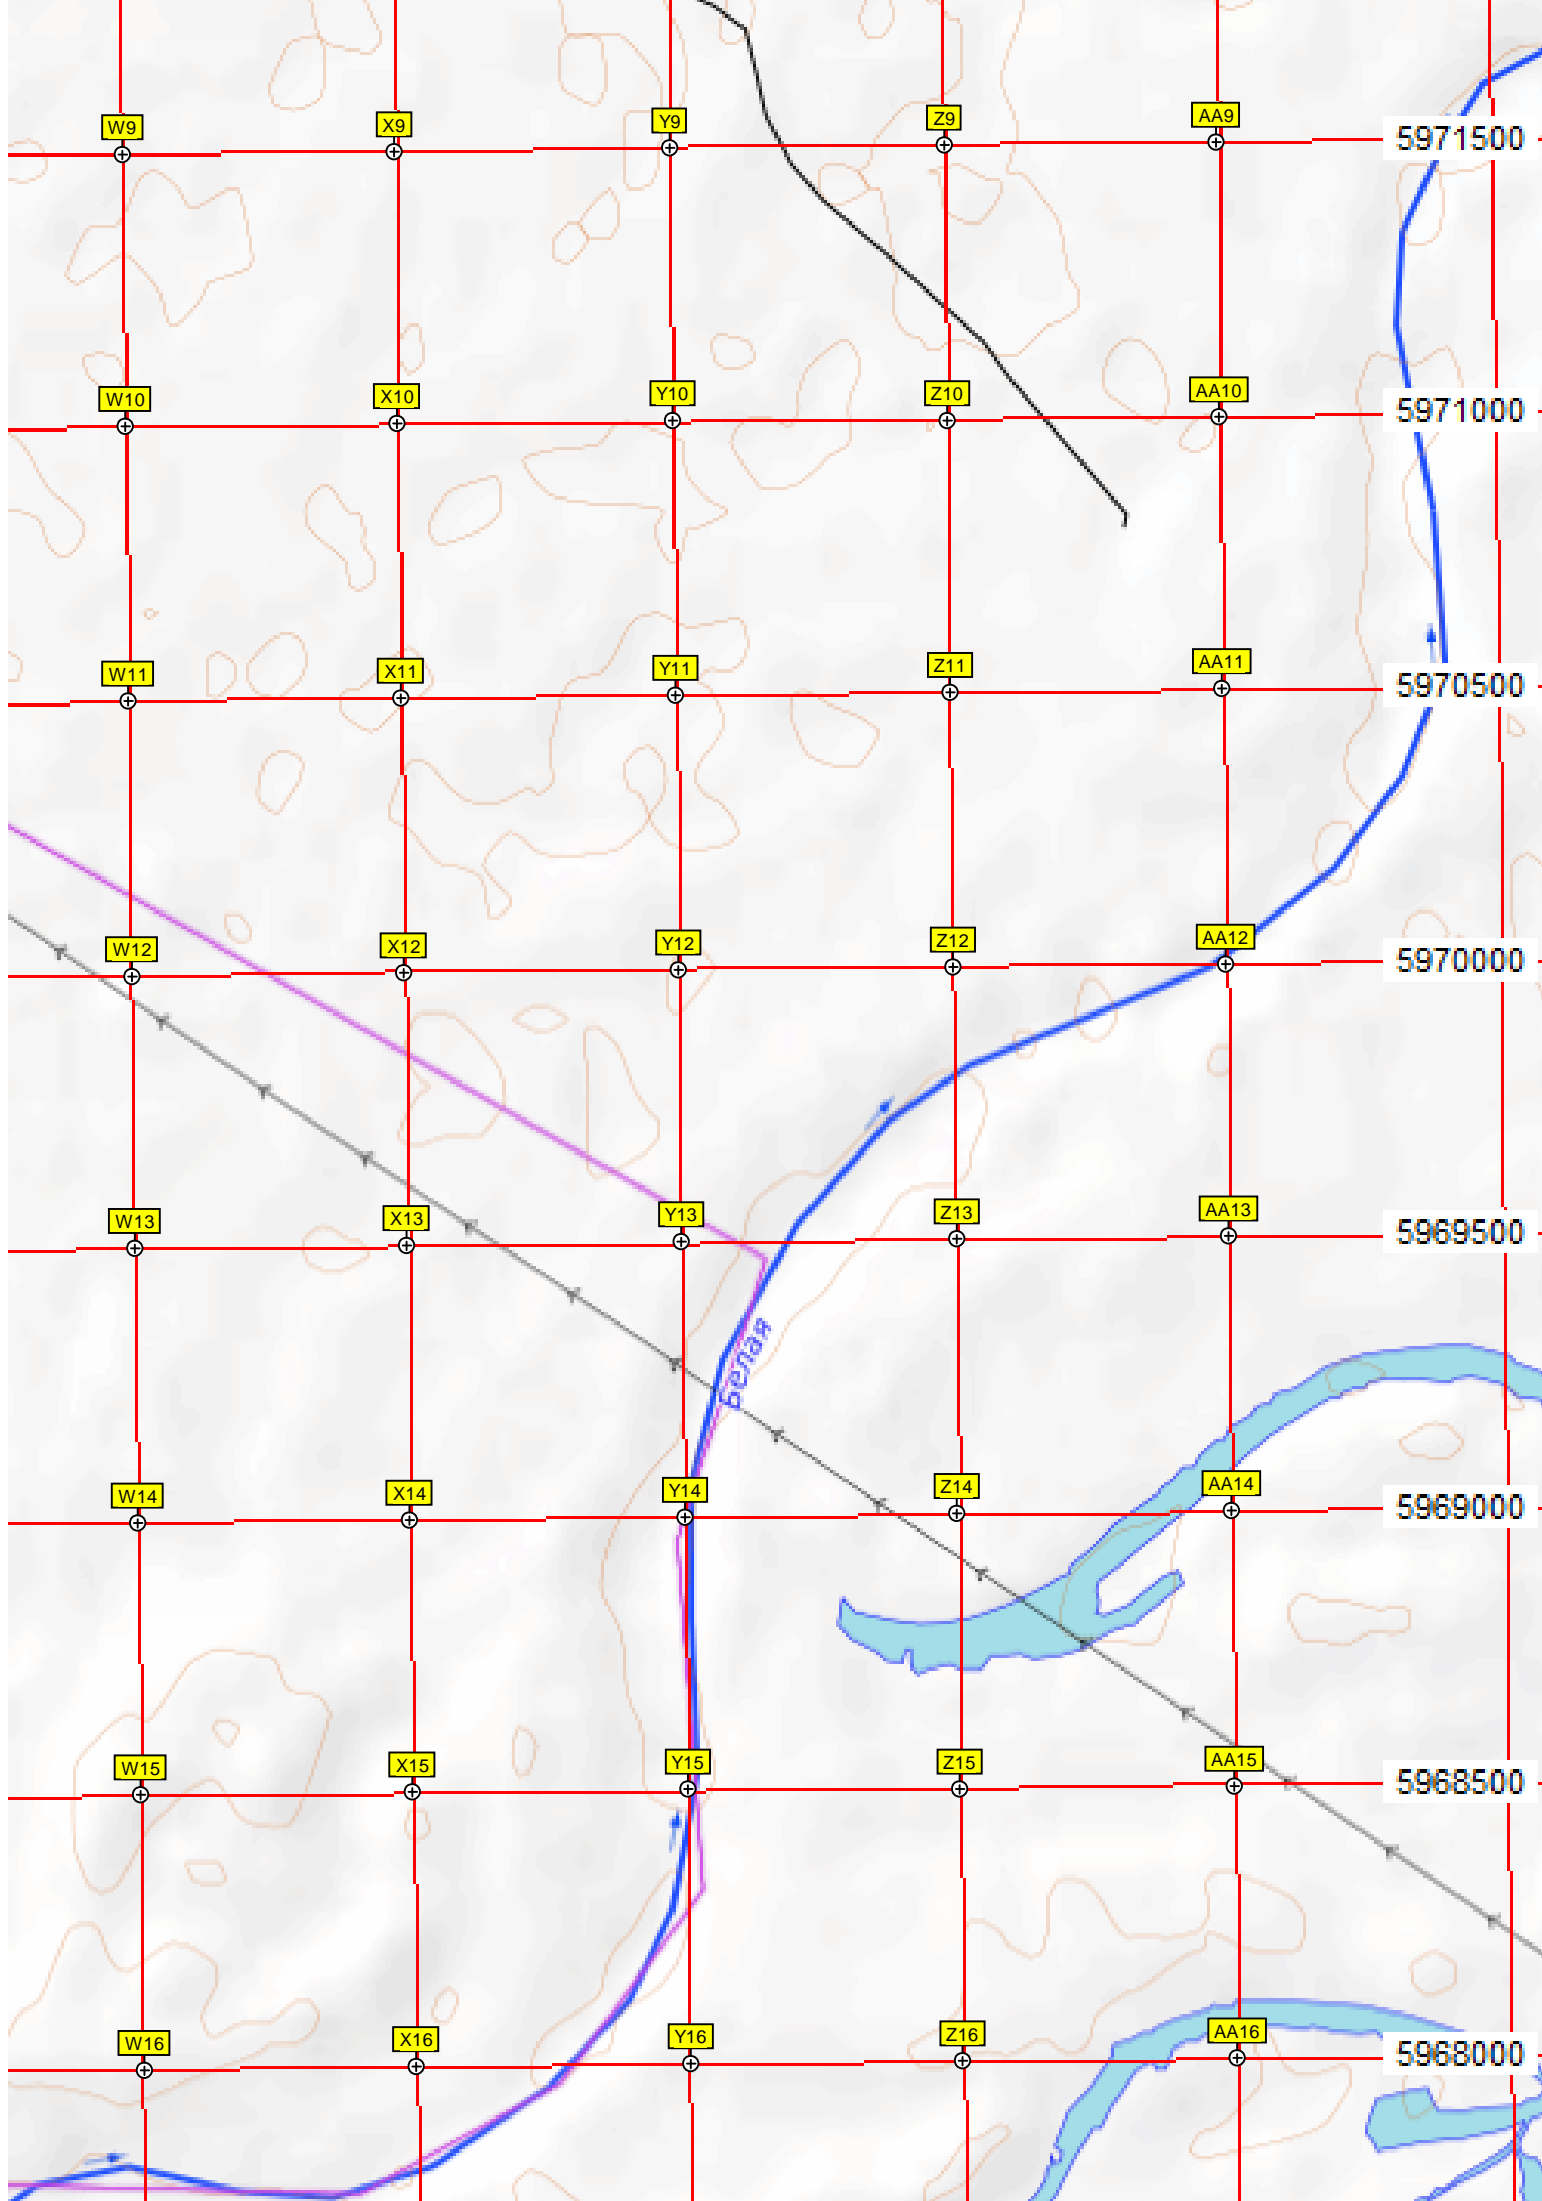 W9 X9 Y9 Z9 AA9 5971500
W10 X10 Y10 Z10 AA10 5971000
W11 X11 Y11 Z11 AA11 5970500
W12 X12 Y12 Z12 AA12 5970000
W13 X13 Y13 Z13 AA13 5969500
Белая
W14 X14 Y14 Z14 AA14 5969000
W15 X15 Y15 Z15 AA15 5968500
W16 X16 Y16 Z16 AA16 5968000